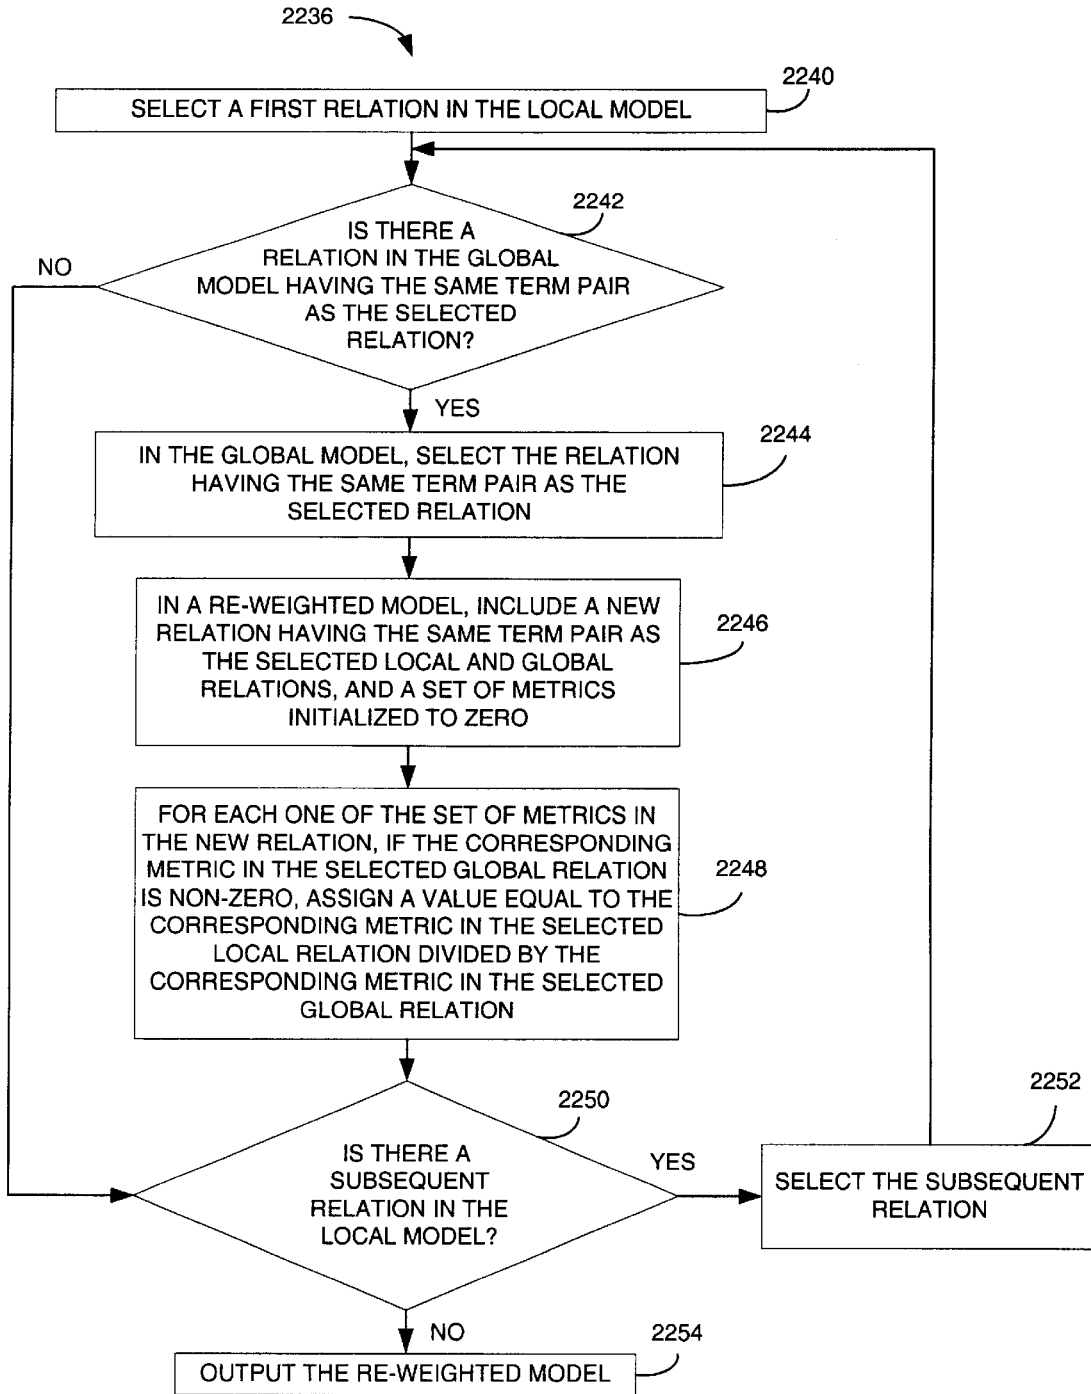 2236
2240
SELECT A FIRST RELATION IN THE LOCAL MODEL
2242
IS THERE A
RELATION IN THE GLOBAL
MODEL HAVING THE SAME TERM PAIR
AS THE SELECTED
RELATION?
NO
YES
2244
IN THE GLOBAL MODEL, SELECT THE RELATION
HAVING THE SAME TERM PAIR AS THE
SELECTED RELATION
2246
IN A RE-WEIGHTED MODEL, INCLUDE A NEW
RELATION HAVING THE SAME TERM PAIR AS
THE SELECTED LOCAL AND GLOBAL
RELATIONS, AND A SET OF METRICS
INITIALIZED TO ZERO
2248
FOR EACH ONE OF THE SET OF METRICS IN
THE NEW RELATION, IF THE CORRESPONDING
METRIC IN THE SELECTED GLOBAL RELATION
IS NON-ZERO, ASSIGN A VALUE EQUAL TO THE
CORRESPONDING METRIC IN THE SELECTED
LOCAL RELATION DIVIDED BY THE
CORRESPONDING METRIC IN THE SELECTED
GLOBAL RELATION
2250
IS THERE A
SUBSEQUENT
RELATION IN THE
LOCAL MODEL?
YES
2252
SELECT THE SUBSEQUENT
RELATION
NO
2254
OUTPUT THE RE-WEIGHTED MODEL